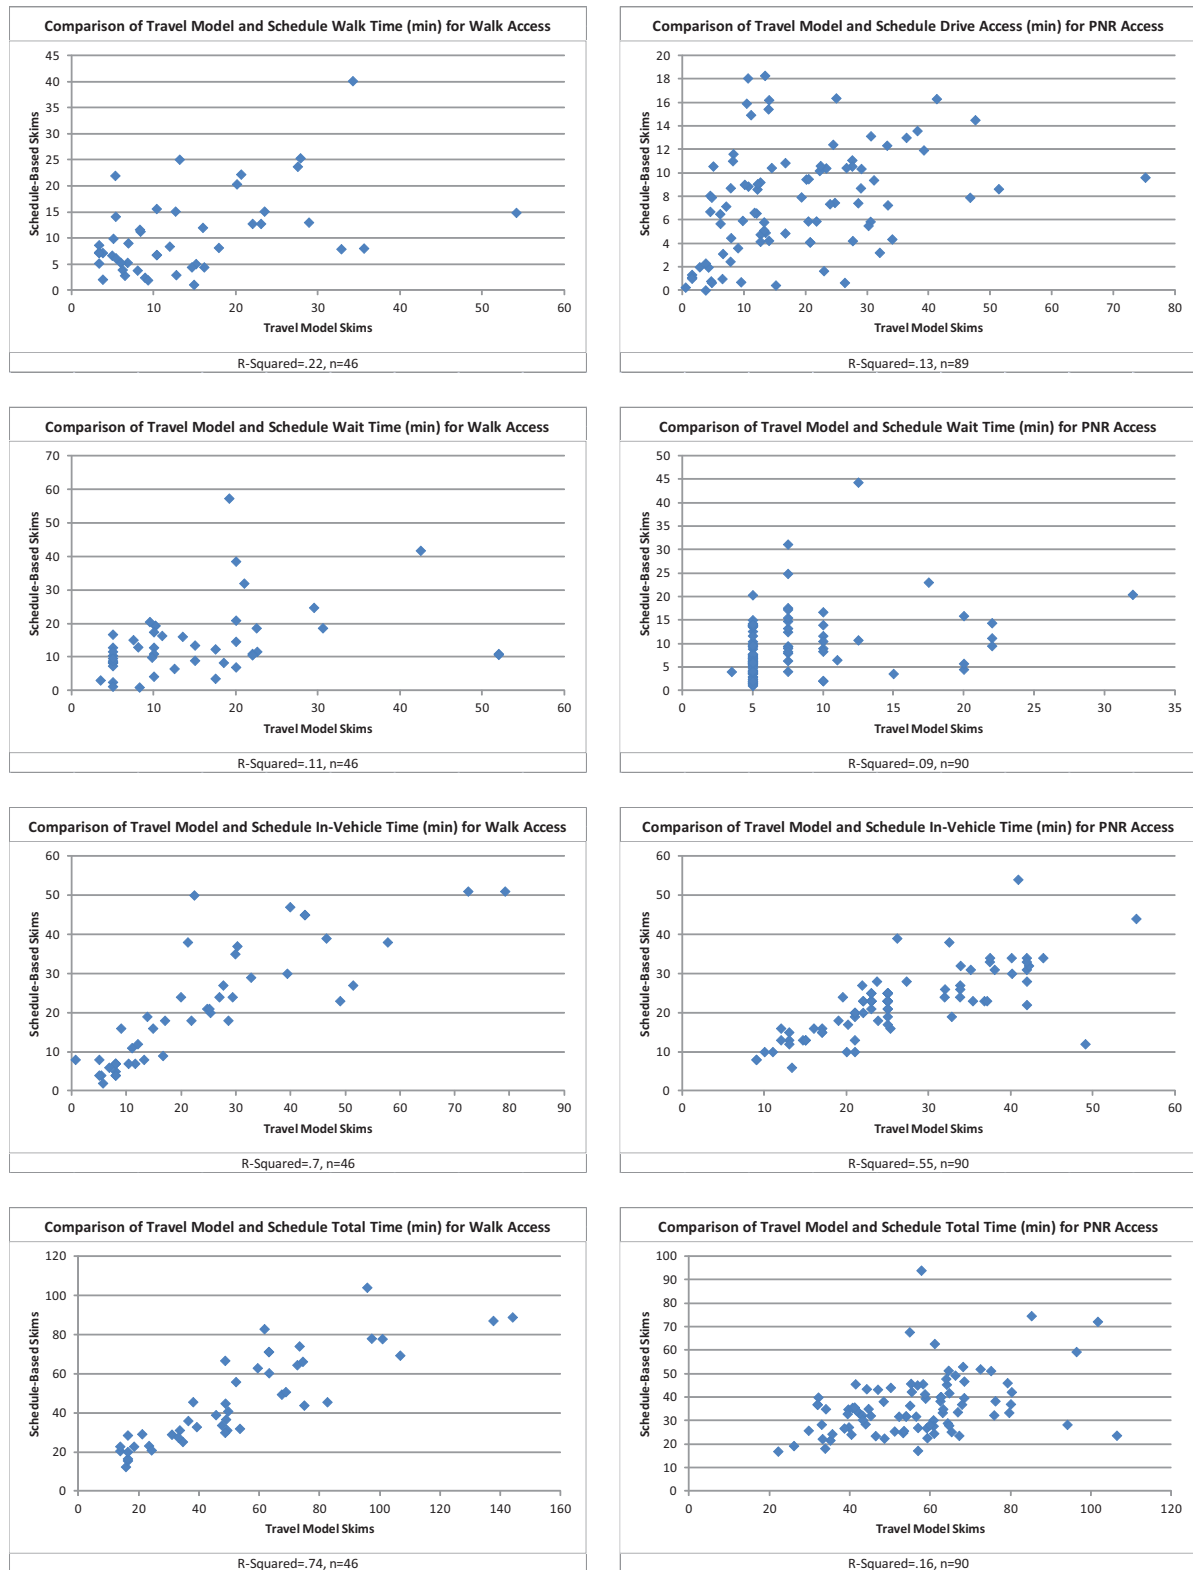 Comparison of Travel Model and Schedule Walk Time (min) for Walk Access
45
40
35
30
25
20
15
10
5
0
Schedule-Based Skims
0 10 20 30 40 50 60
Travel Model Skims
R-Squared=.22, n=46
Comparison of Travel Model and Schedule Drive Access (min) for PNR Access
20
18
16
14
12
10
8
6
4
2
0
Schedule-Based Skims
0 10 20 30 40 50 60 70 80
Travel Model Skims
R-Squared=.13, n=89
Comparison of Travel Model and Schedule Wait Time (min) for Walk Access
70
60
50
40
30
20
10
0
Schedule-Based Skims
0 10 20 30 40 50 60
Travel Model Skims
R-Squared=.11, n=46
Comparison of Travel Model and Schedule Wait Time (min) for PNR Access
50
45
40
35
30
25
20
15
10
5
0
Schedule-Based Skims
0 5 10 15 20 25 30 35
Travel Model Skims
R-Squared=.09, n=90
Comparison of Travel Model and Schedule In-Vehicle Time (min) for Walk Access
60
50
40
30
20
10
0
Schedule-Based Skims
0 10 20 30 40 50 60 70 80 90
Travel Model Skims
R-Squared=.7, n=46
Comparison of Travel Model and Schedule In-Vehicle Time (min) for PNR Access
60
50
40
30
20
10
0
Schedule-Based Skims
0 10 20 30 40 50 60
Travel Model Skims
R-Squared=.55, n=90
Comparison of Travel Model and Schedule Total Time (min) for Walk Access
120
100
80
60
40
20
0
Schedule-Based Skims
0 20 40 60 80 100 120 140 160
Travel Model Skims
R-Squared=.74, n=46
Comparison of Travel Model and Schedule Total Time (min) for PNR Access
100
90
80
70
60
50
40
30
20
10
0
Schedule-Based Skims
0 20 40 60 80 100 120
Travel Model Skims
R-Squared=.16, n=90